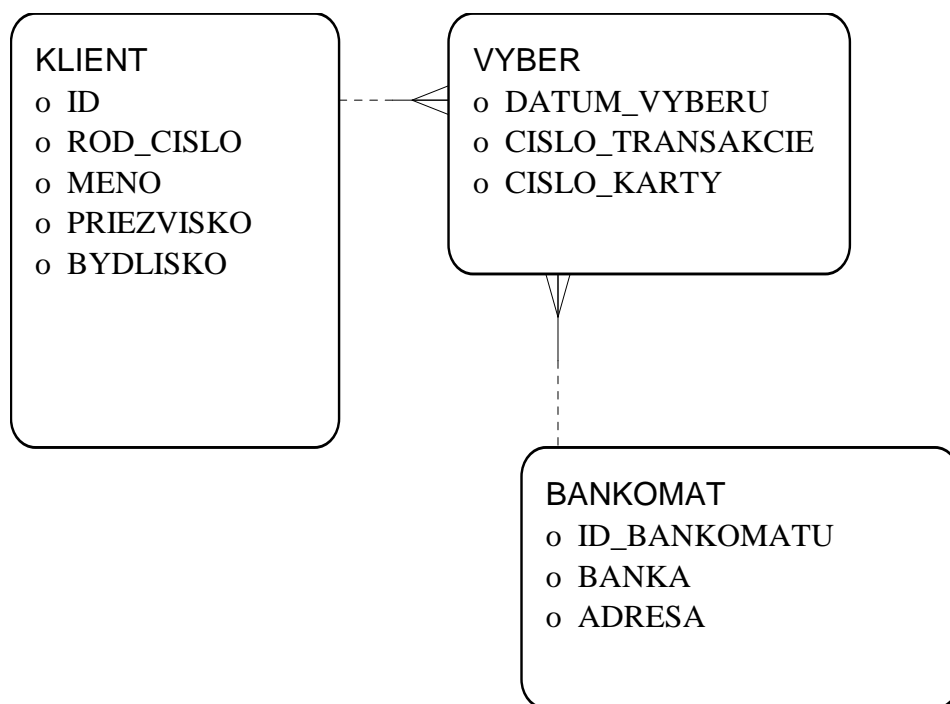 KLIENT
o ID
o ROD_CISLO
o MENO
o PRIEZVISKO
o BYDLISKO
VYBER
o DATUM_VYBERU
o CISLO_TRANSAKCIE
o CISLO_KARTY
BANKOMAT
o ID_BANKOMATU
o BANKA
o ADRESA